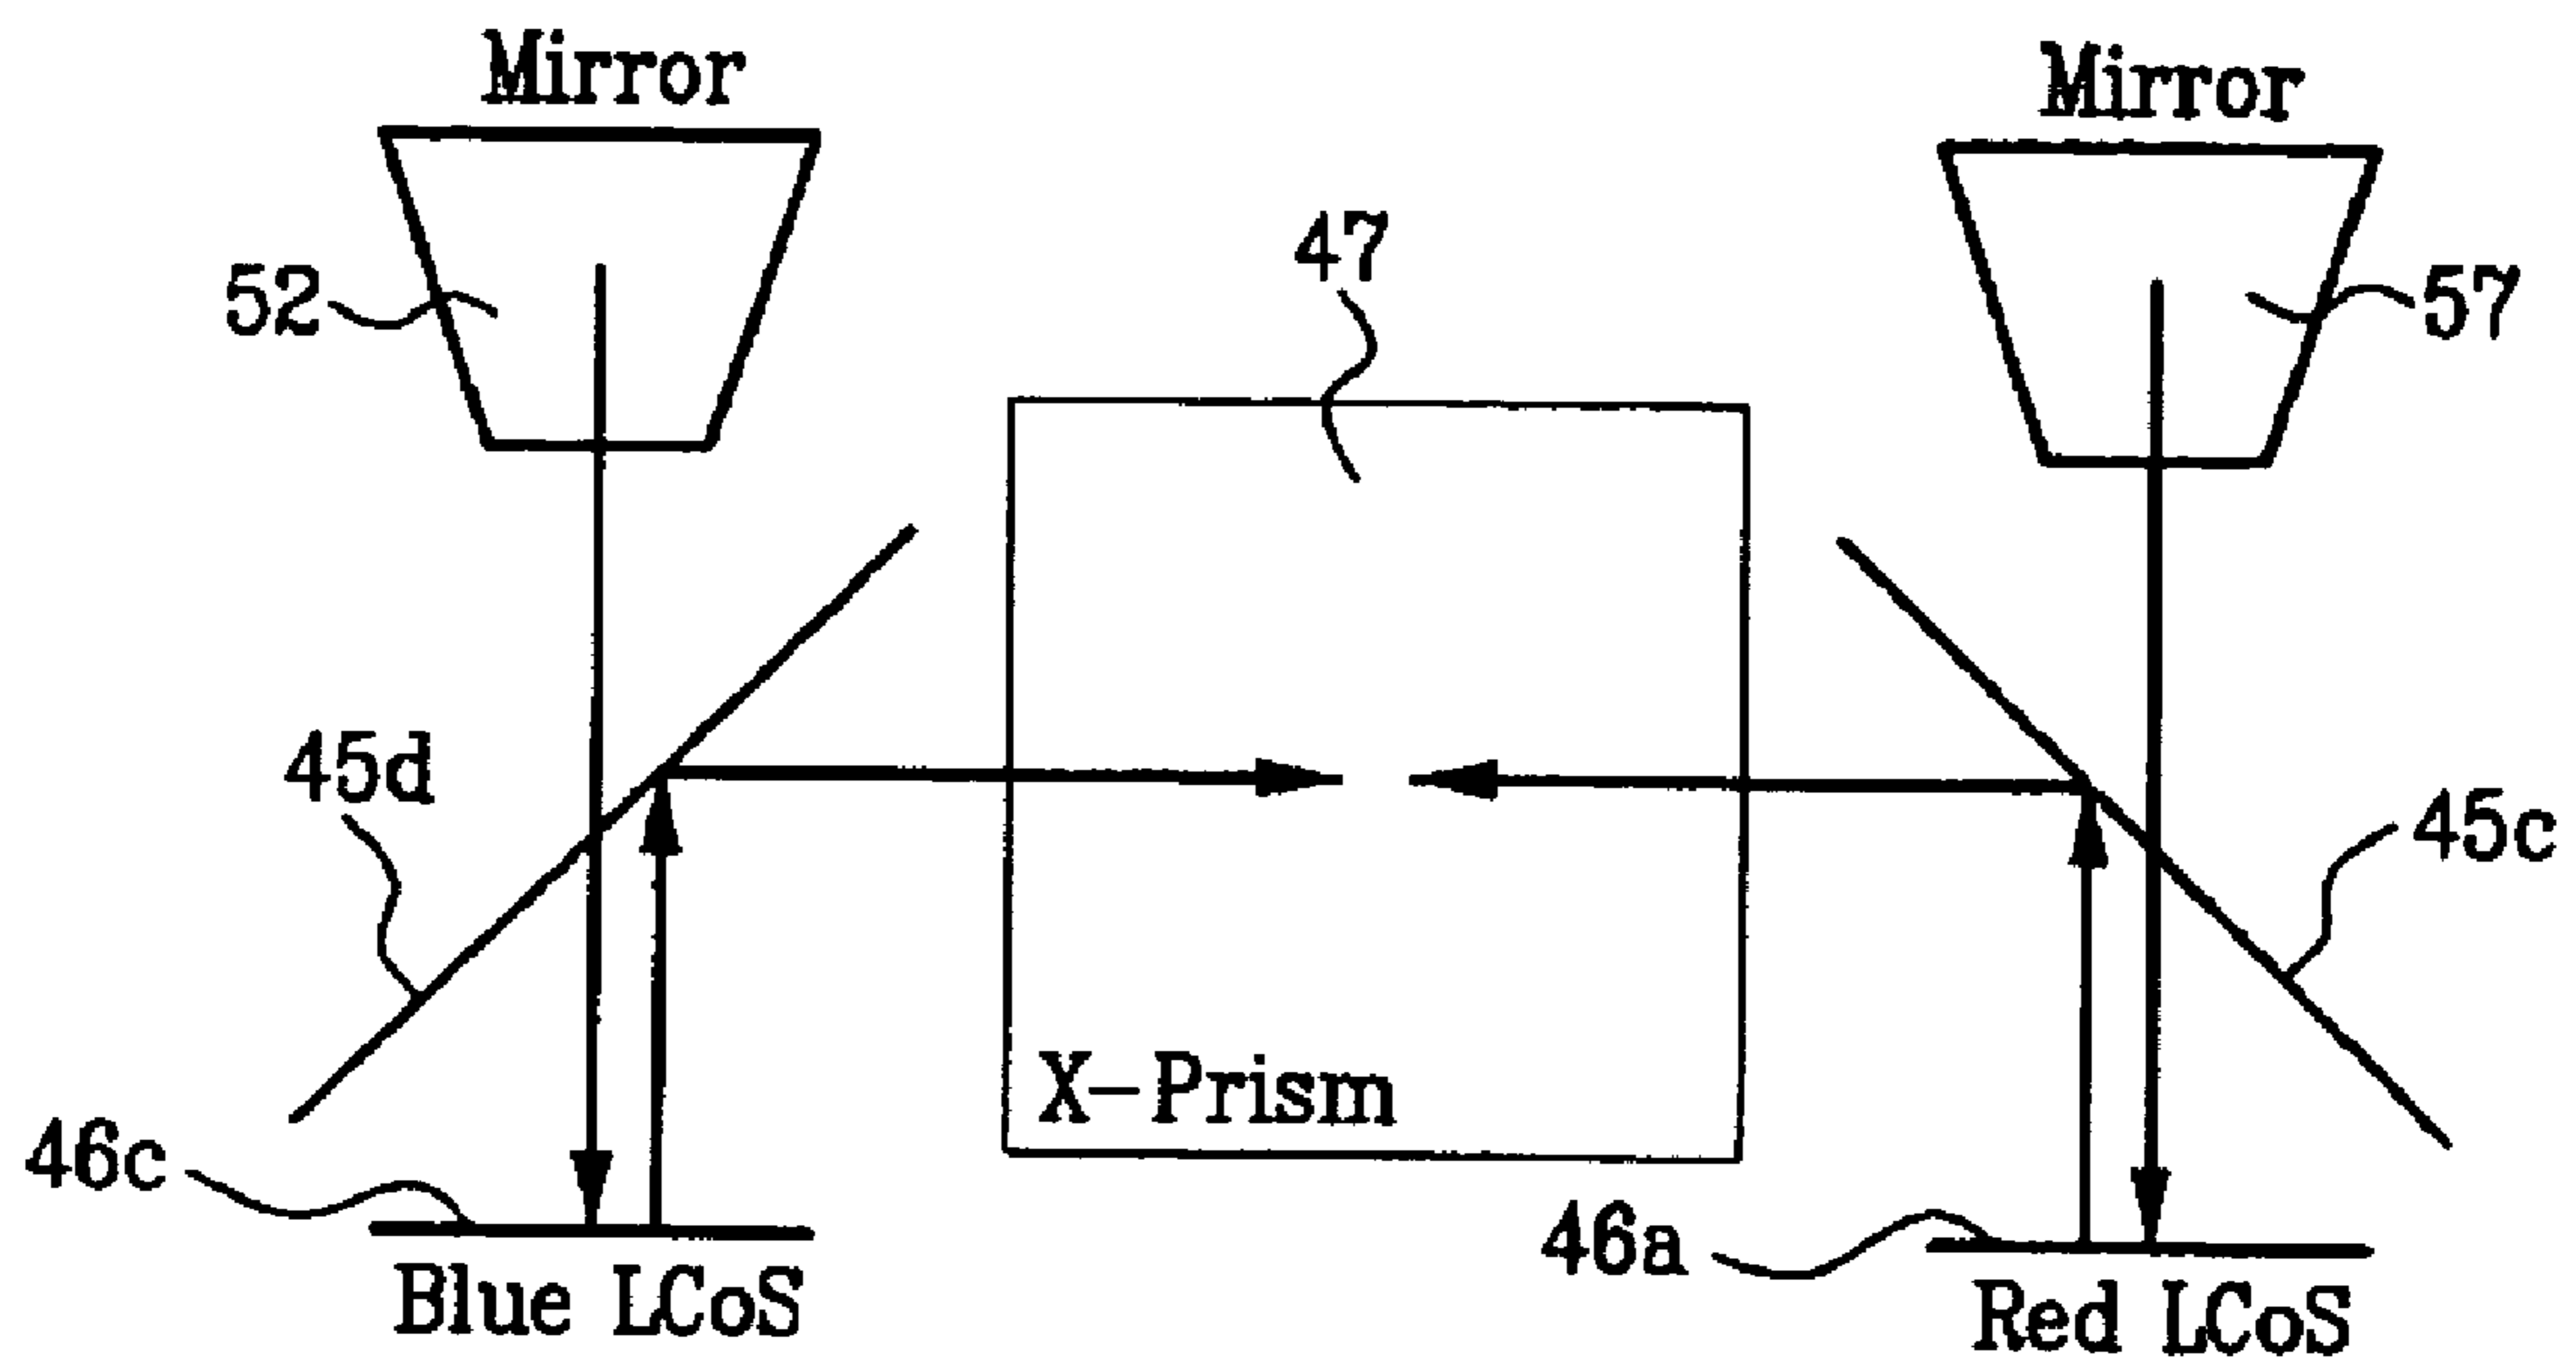 Mirror
Mirror
52
47
57
45d
45c
46c
X-Prism
46a
Blue LCoS
Red LCoS